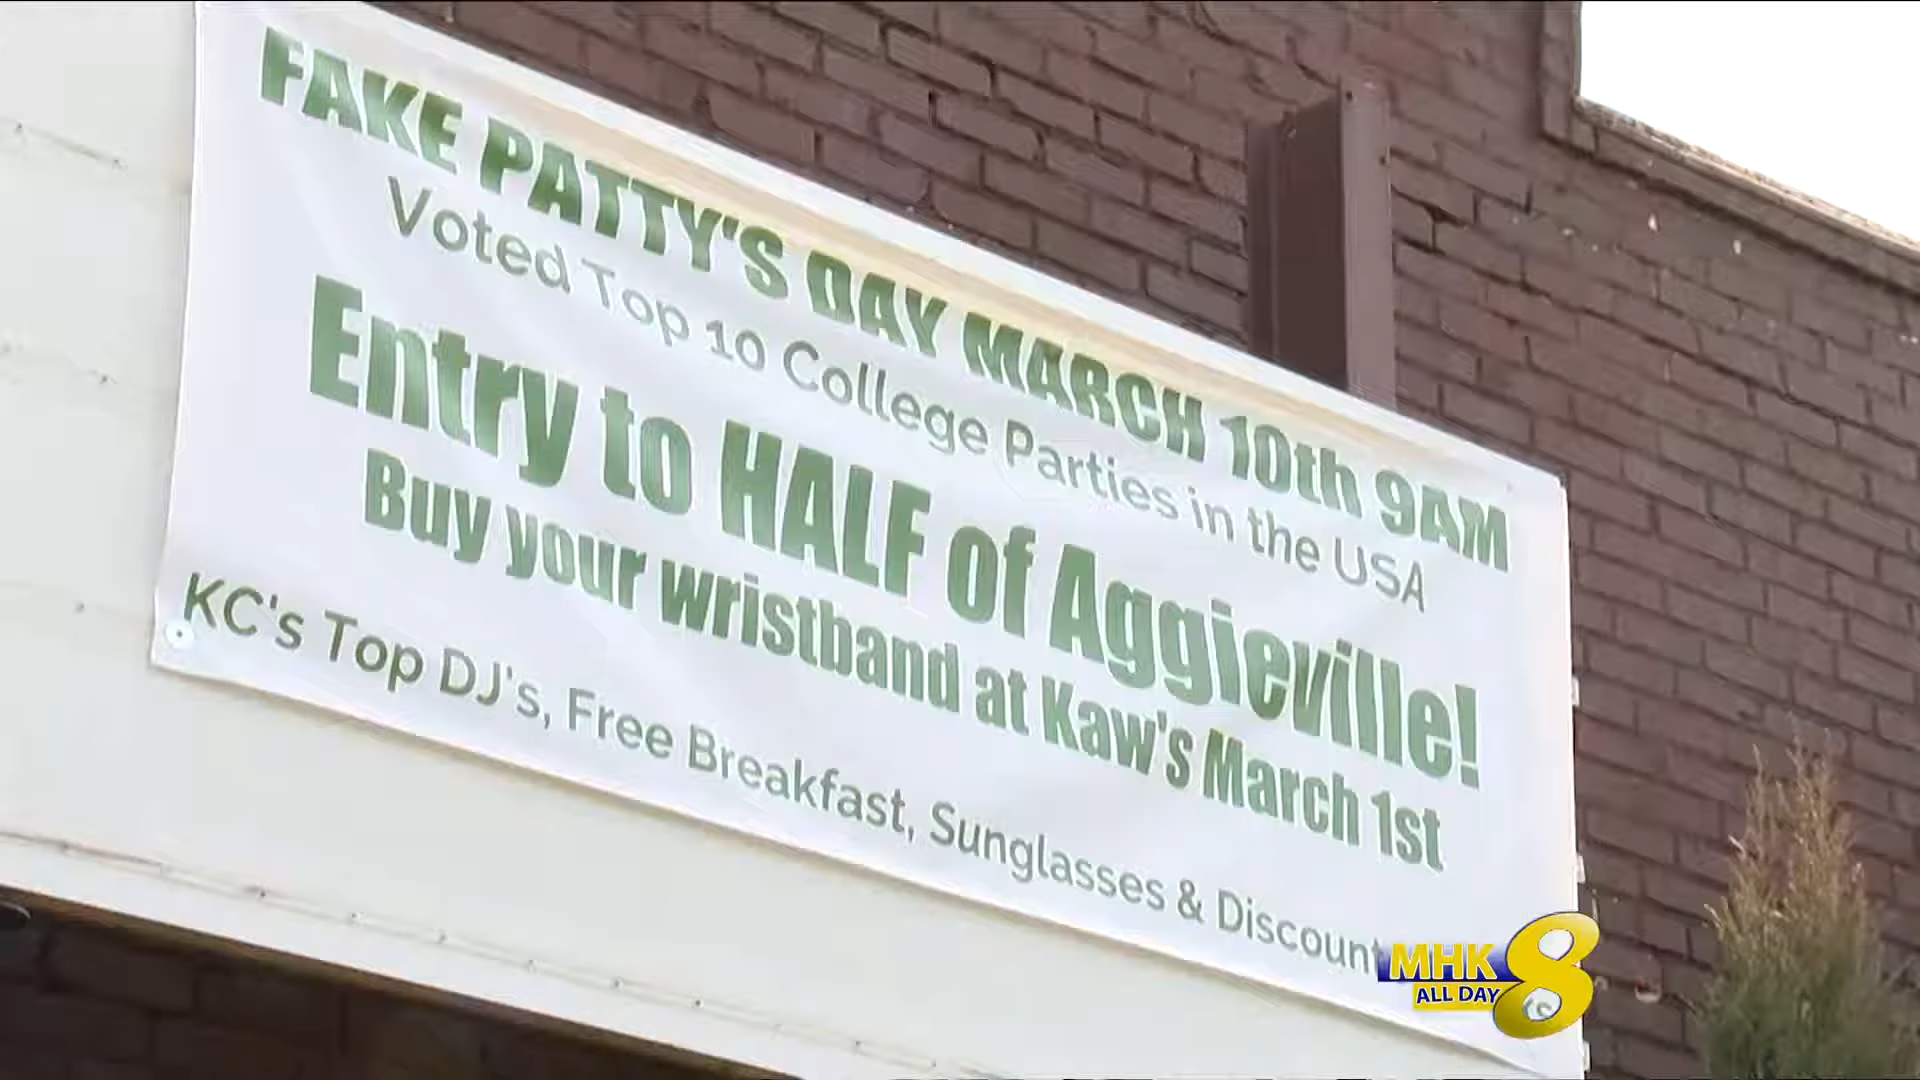 FAKE PATTY'S DAY MARCH 10th 9AM
Voted Top 10 College Parties in the USA
Entry to HALF of Aggieville!
Buy your wristband at Kaw's March 1st
KC's Top DJ's, Free Breakfast, Sunglasses & Discount
MHK 8
ALL DAY